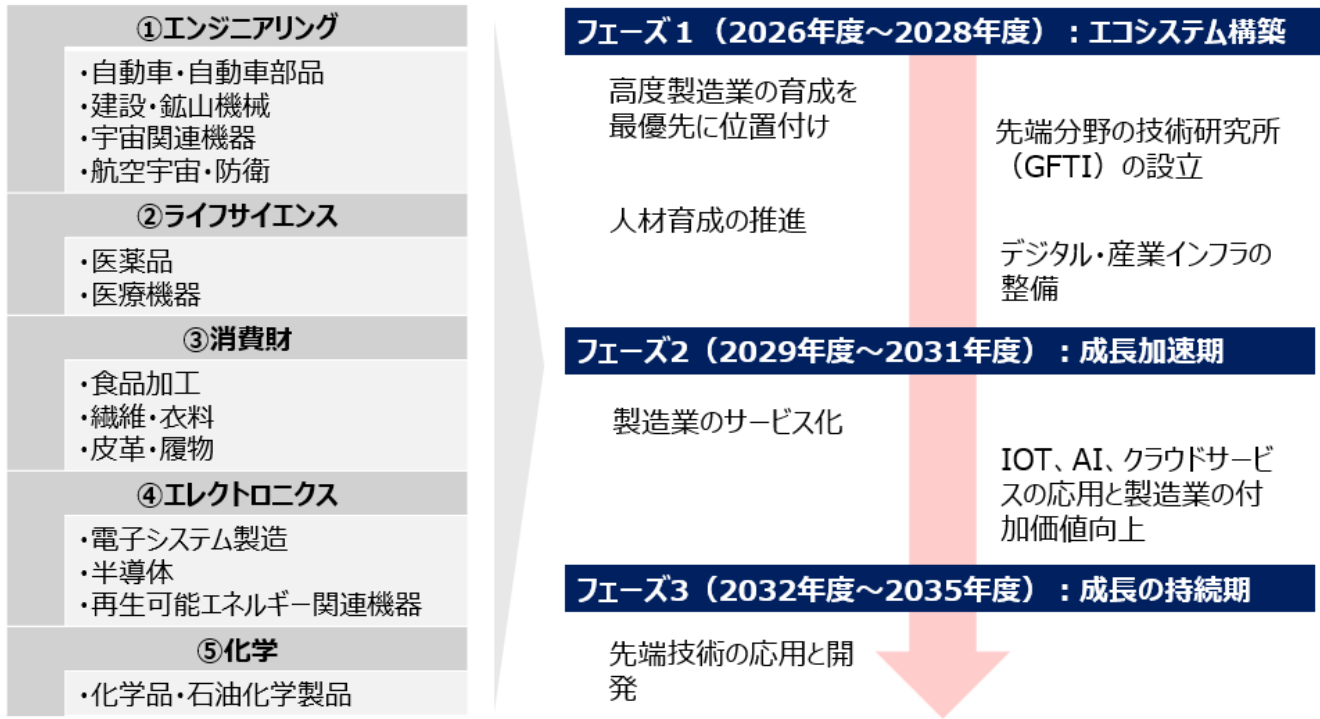 ①エンジニアリング
・自動車・自動車部品
・建設・鉱山機械
・宇宙関連機器
・航空宇宙・防衛
②ライフサイエンス
・医薬品
・医療機器
③消費財
・食品加工
・繊維・衣料
・皮革・履物
④エレクトロニクス
・電子システム製造
・半導体
・再生可能エネルギー関連機器
⑤化学
・化学品・石油化学製品
フェーズ1（2026年度～2028年度）：エコシステム構築
高度製造業の育成を
最優先に位置付け
先端分野の技術研究所
（GFTI）の設立
人材育成の推進
デジタル・産業インフラの
整備
フェーズ2（2029年度～2031年度）：成長加速期
製造業のサービス化
IOT、AI、クラウドサービ
スの応用と製造業の付
加価値向上
フェーズ3（2032年度～2035年度）：成長の持続期
先端技術の応用と開
発